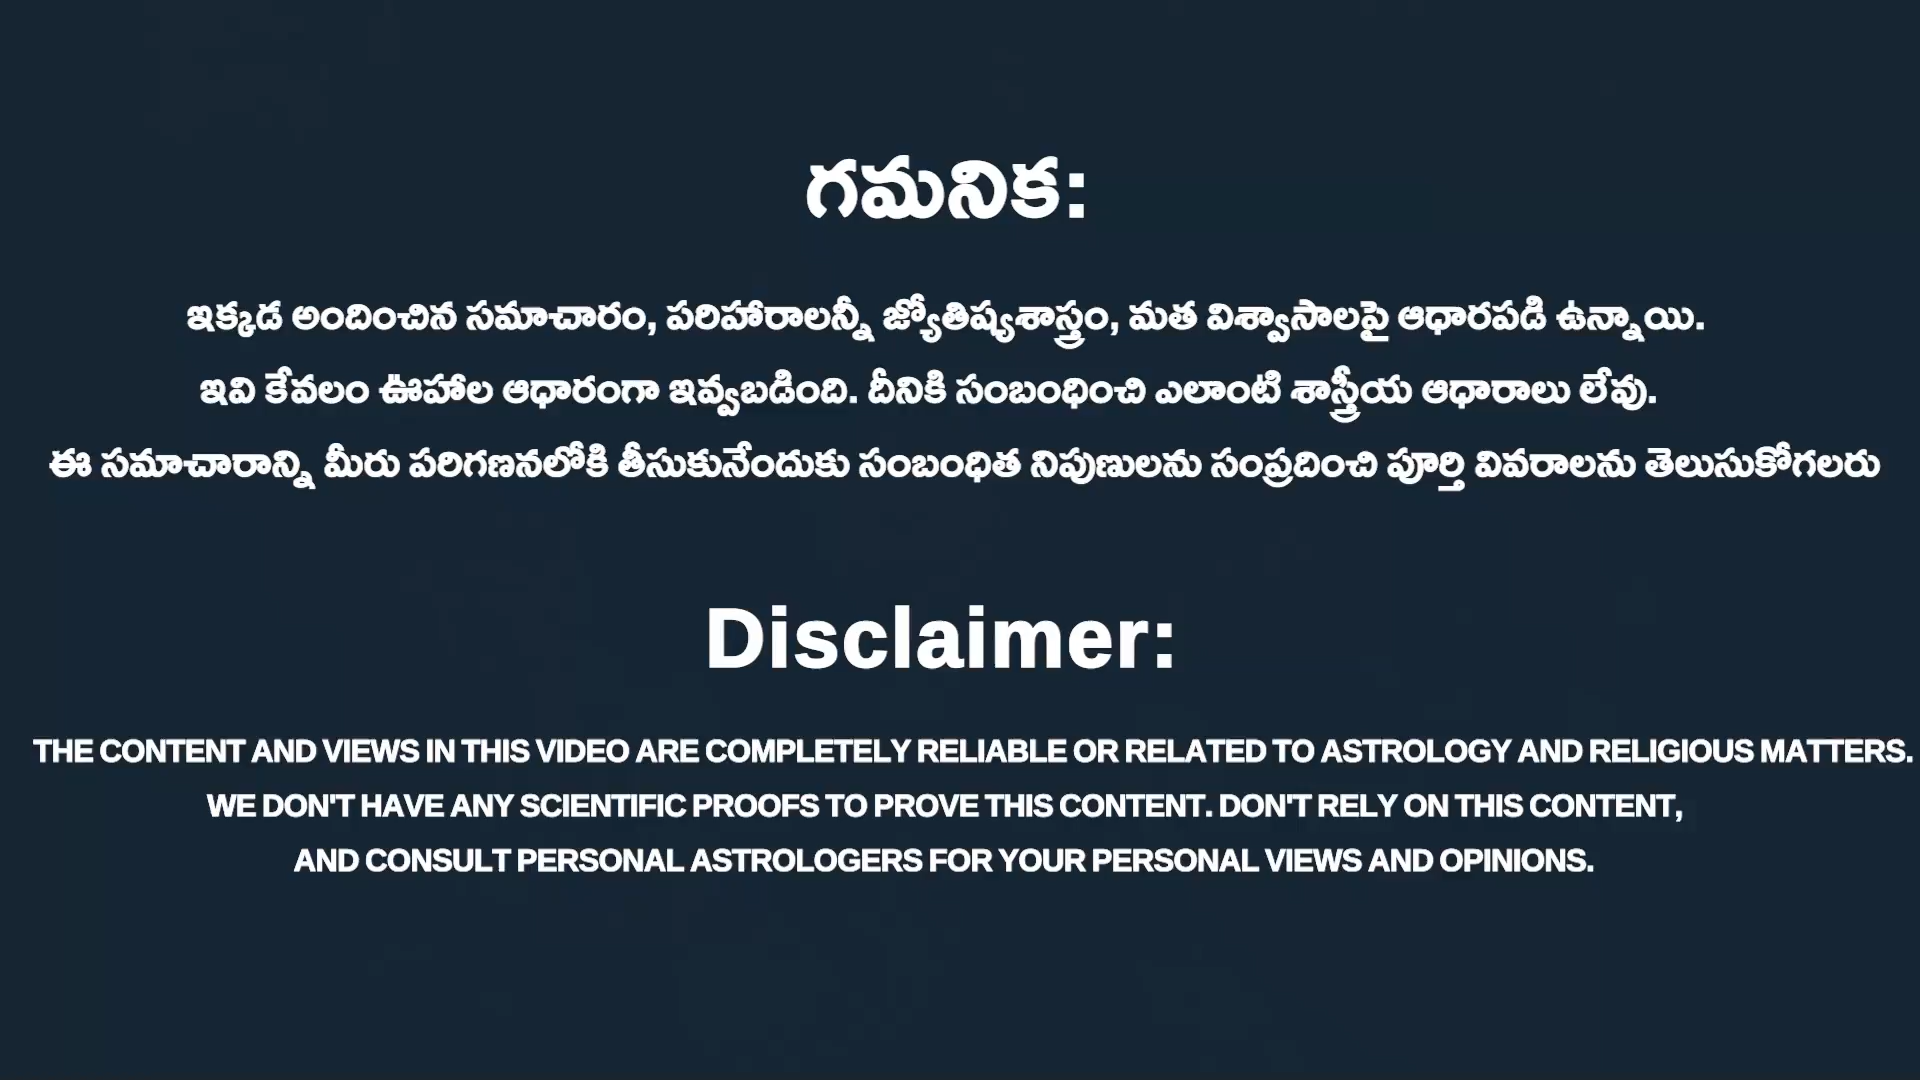 గమనిక:
ఇక్కడ అందించిన సమాచారం, పరిహారాలన్నీ జ్యోతిష్యశాస్త్రం, మత విశ్వాసాలపై ఆధారపడి ఉన్నాయి.
ఇవి కేవలం ఊహాల ఆధారంగా ఇవ్వబడింది. దీనికి సంబంధించి ఎలాంటి శాస్త్రీయ ఆధారాలు లేవు.
ఈ సమాచారాన్ని మీరు పరిగణనలోకి తీసుకునేందుకు సంబంధిత నిపుణులను సంప్రదించి పూర్తి వివరాలను తెలుసుకోగలరు
Disclaimer:
THE CONTENT AND VIEWS IN THIS VIDEO ARE COMPLETELY RELIABLE OR RELATED TO ASTROLOGY AND RELIGIOUS MATTERS.
WE DON'T HAVE ANY SCIENTIFIC PROOFS TO PROVE THIS CONTENT. DON'T RELY ON THIS CONTENT,
AND CONSULT PERSONAL ASTROLOGERS FOR YOUR PERSONAL VIEWS AND OPINIONS.